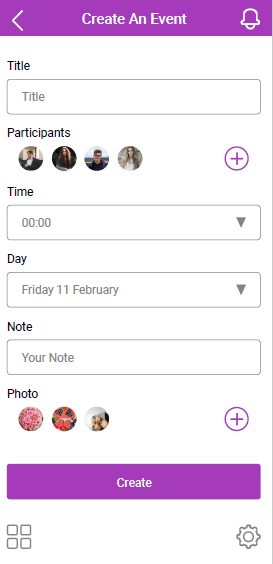 Create An Event
Title
Title
Participants
Time
00:00
Day
Friday 11 February
Note
Your Note
Photo
Create